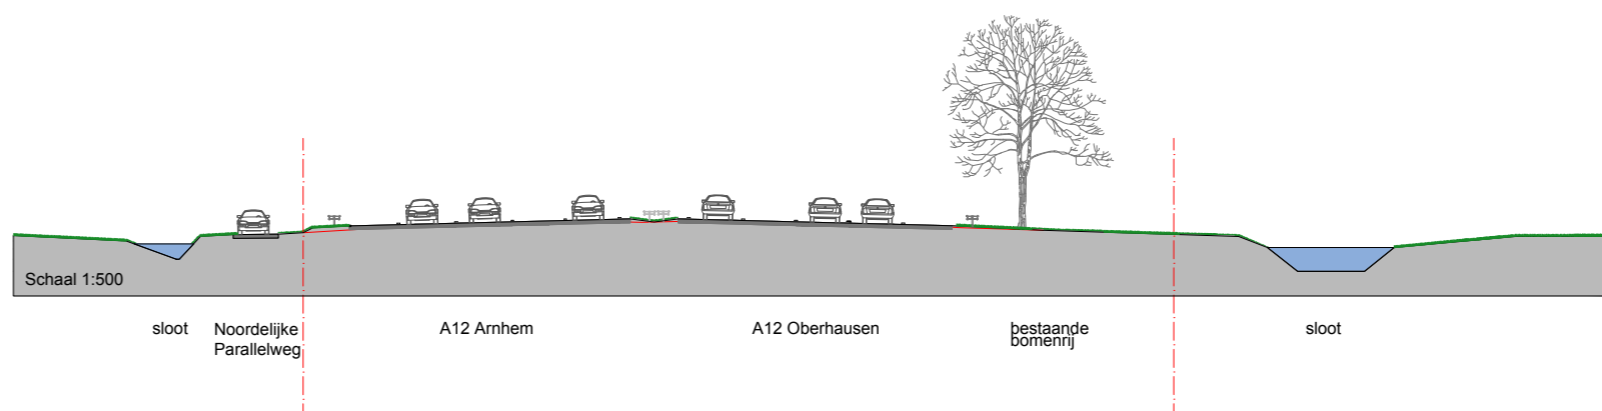 Schaal 1:500
sloot
Noordelijke
Parallelweg
A12 Arnhem
A12 Oberhausen
bestaande
bomenrij
sloot